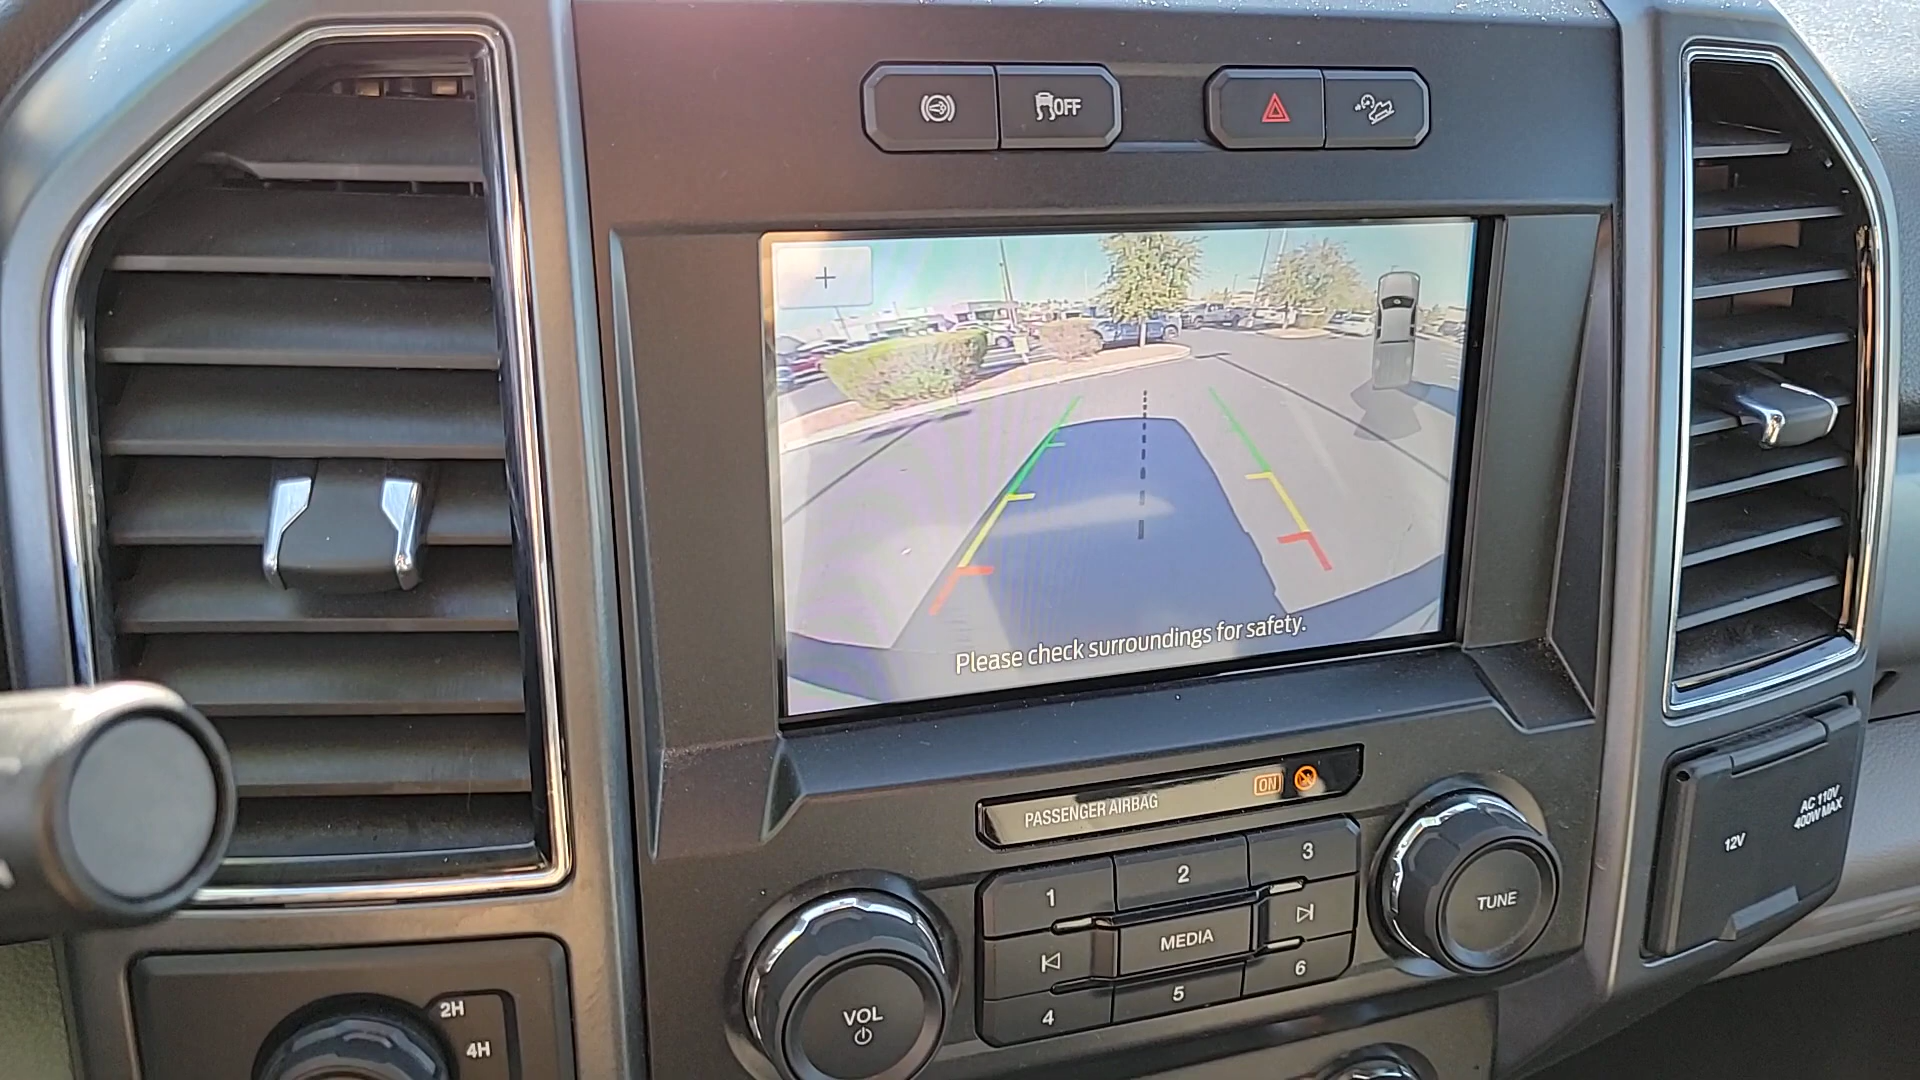 OFF
+
Please check surroundings for safety.
PASSENGER AIRBAG ON
1 2 3
MEDIA
4 5 6
VOL
TUNE
12V
AC 110V
400W MAX
2H
4H